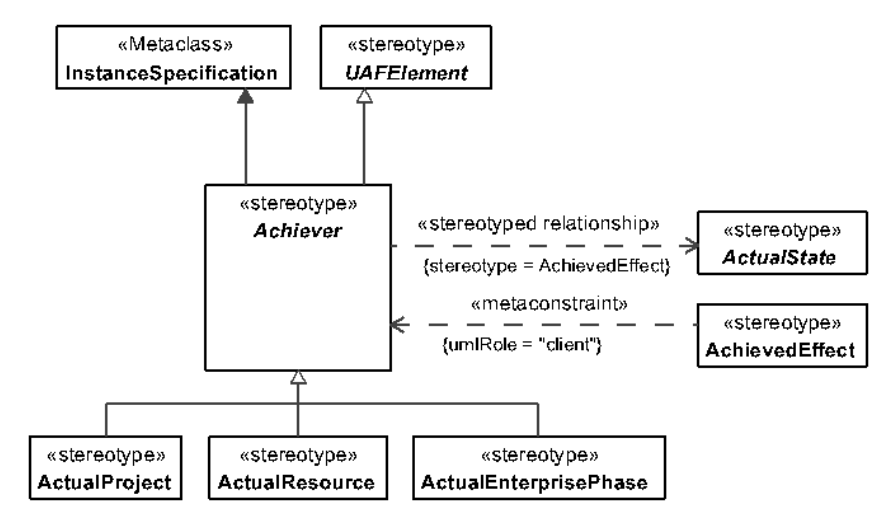 «Metaclass»
InstanceSpecification
«stereotype»
UAFElement
«stereotype»
Achiever
«stereotyped relationship»
{stereotype = AchievedEffect}
«stereotype»
ActualState
«metaconstraint»
{umlRole = "client"}
«stereotype»
AchievedEffect
«stereotype»
ActualProject
«stereotype»
ActualResource
«stereotype»
ActualEnterprisePhase